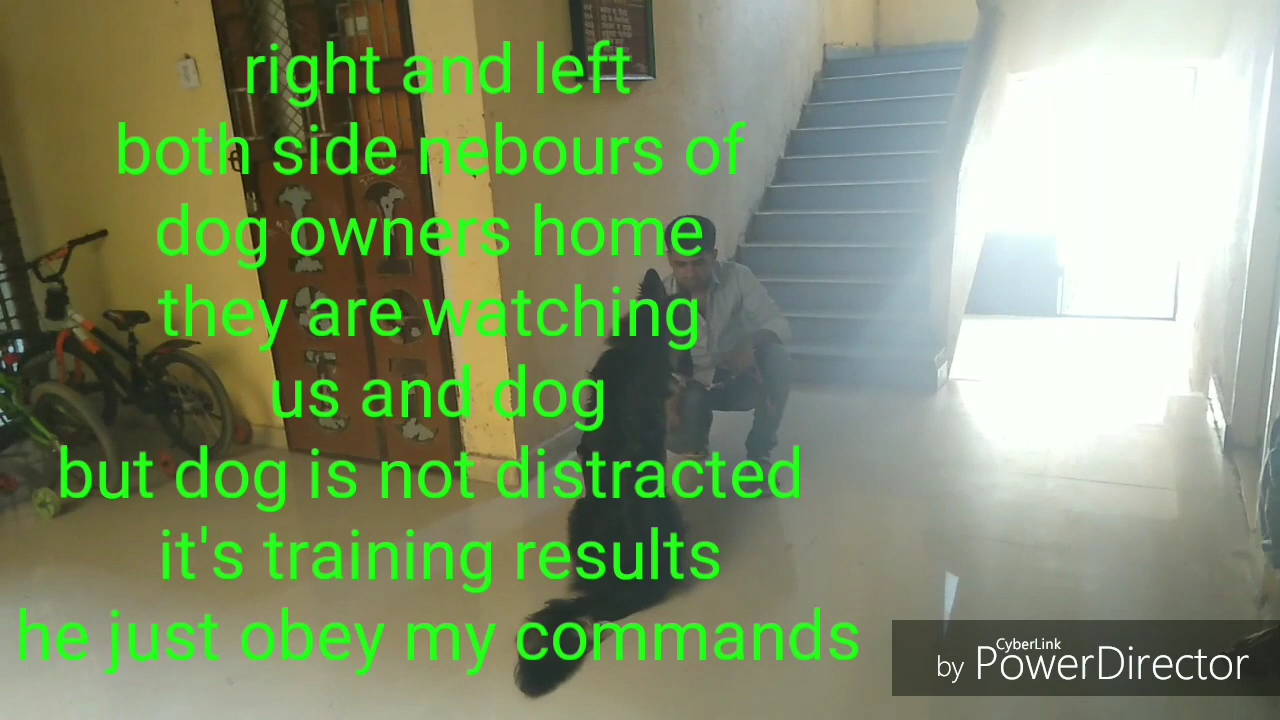 right and left
both side nebours of
dog owners home
they are watching
us and dog
but dog is not distracted
it's training results
he just obey my commands
CyberLink
by PowerDirector